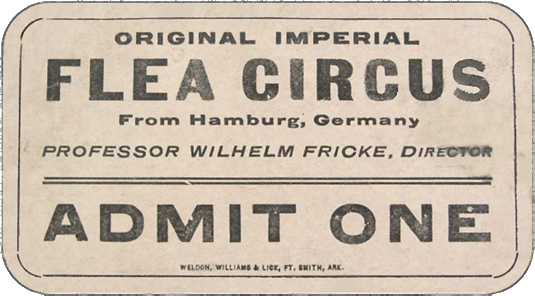 ORIGINAL IMPERIAL
FLEA CIRCUS
From Hamburg, Germany
PROFESSOR WILHELM FRICKE, DIRECTOR
ADMIT ONE
WELDON, WILLIAMS & LICK, FT. SMITH, ARK.